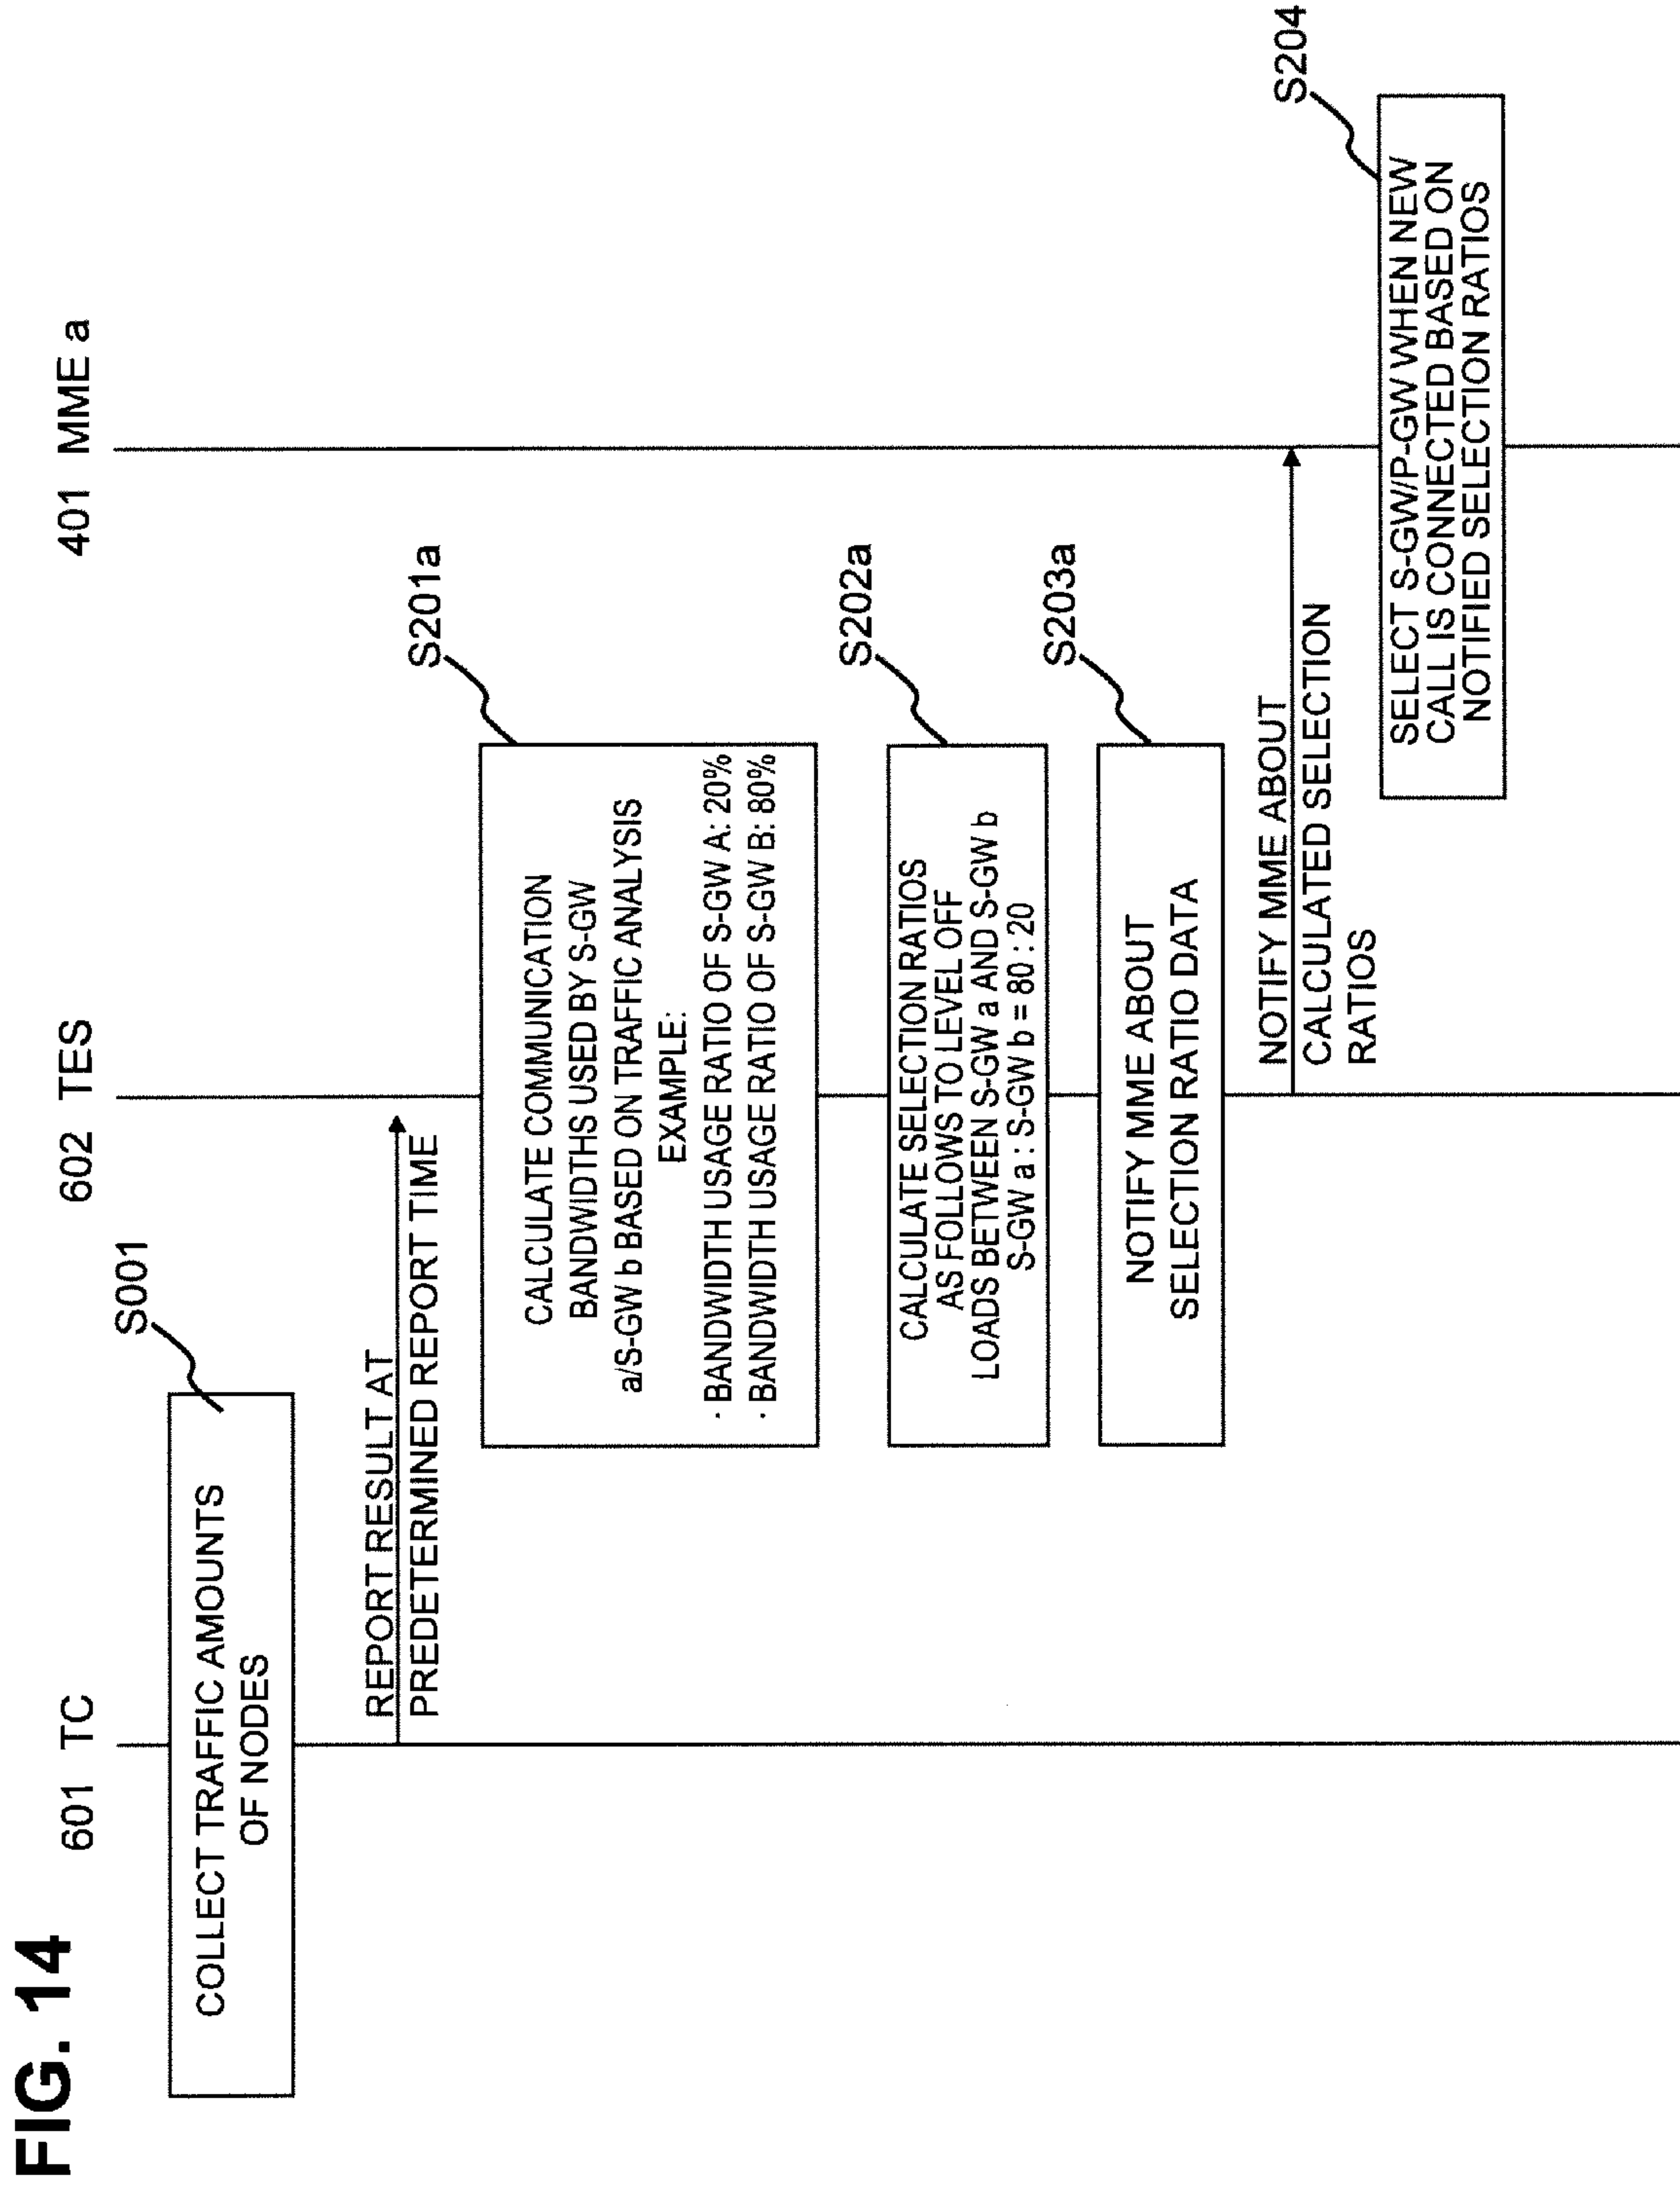 FIG. 14
601 TC
602 TES
401 MME a
S001
COLLECT TRAFFIC AMOUNTS
OF NODES
REPORT RESULT AT
PREDETERMINED REPORT TIME
S201a
CALCULATE COMMUNICATION
BANDWIDTHS USED BY S-GW
a/S-GW b BASED ON TRAFFIC ANALYSIS
EXAMPLE:
· BANDWIDTH USAGE RATIO OF S-GW A: 20%
· BANDWIDTH USAGE RATIO OF S-GW B: 80%
S202a
CALCULATE SELECTION RATIOS
AS FOLLOWS TO LEVEL OFF
LOADS BETWEEN S-GW a AND S-GW b
S-GW a : S-GW b = 80 : 20
S203a
NOTIFY MME ABOUT
SELECTION RATIO DATA
NOTIFY MME ABOUT
CALCULATED SELECTION
RATIOS
S204
SELECT S-GW/P-GW WHEN NEW
CALL IS CONNECTED BASED ON
NOTIFIED SELECTION RATIOS